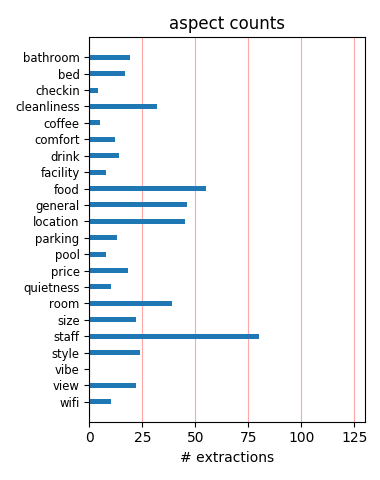 aspect counts
bathroom
bed
checkin
cleanliness
coffee
comfort
drink
facility
food
general
location
parking
pool
price
quietness
room
size
staff
style
vibe
view
wifi
0 25 50 75 100 125
# extractions